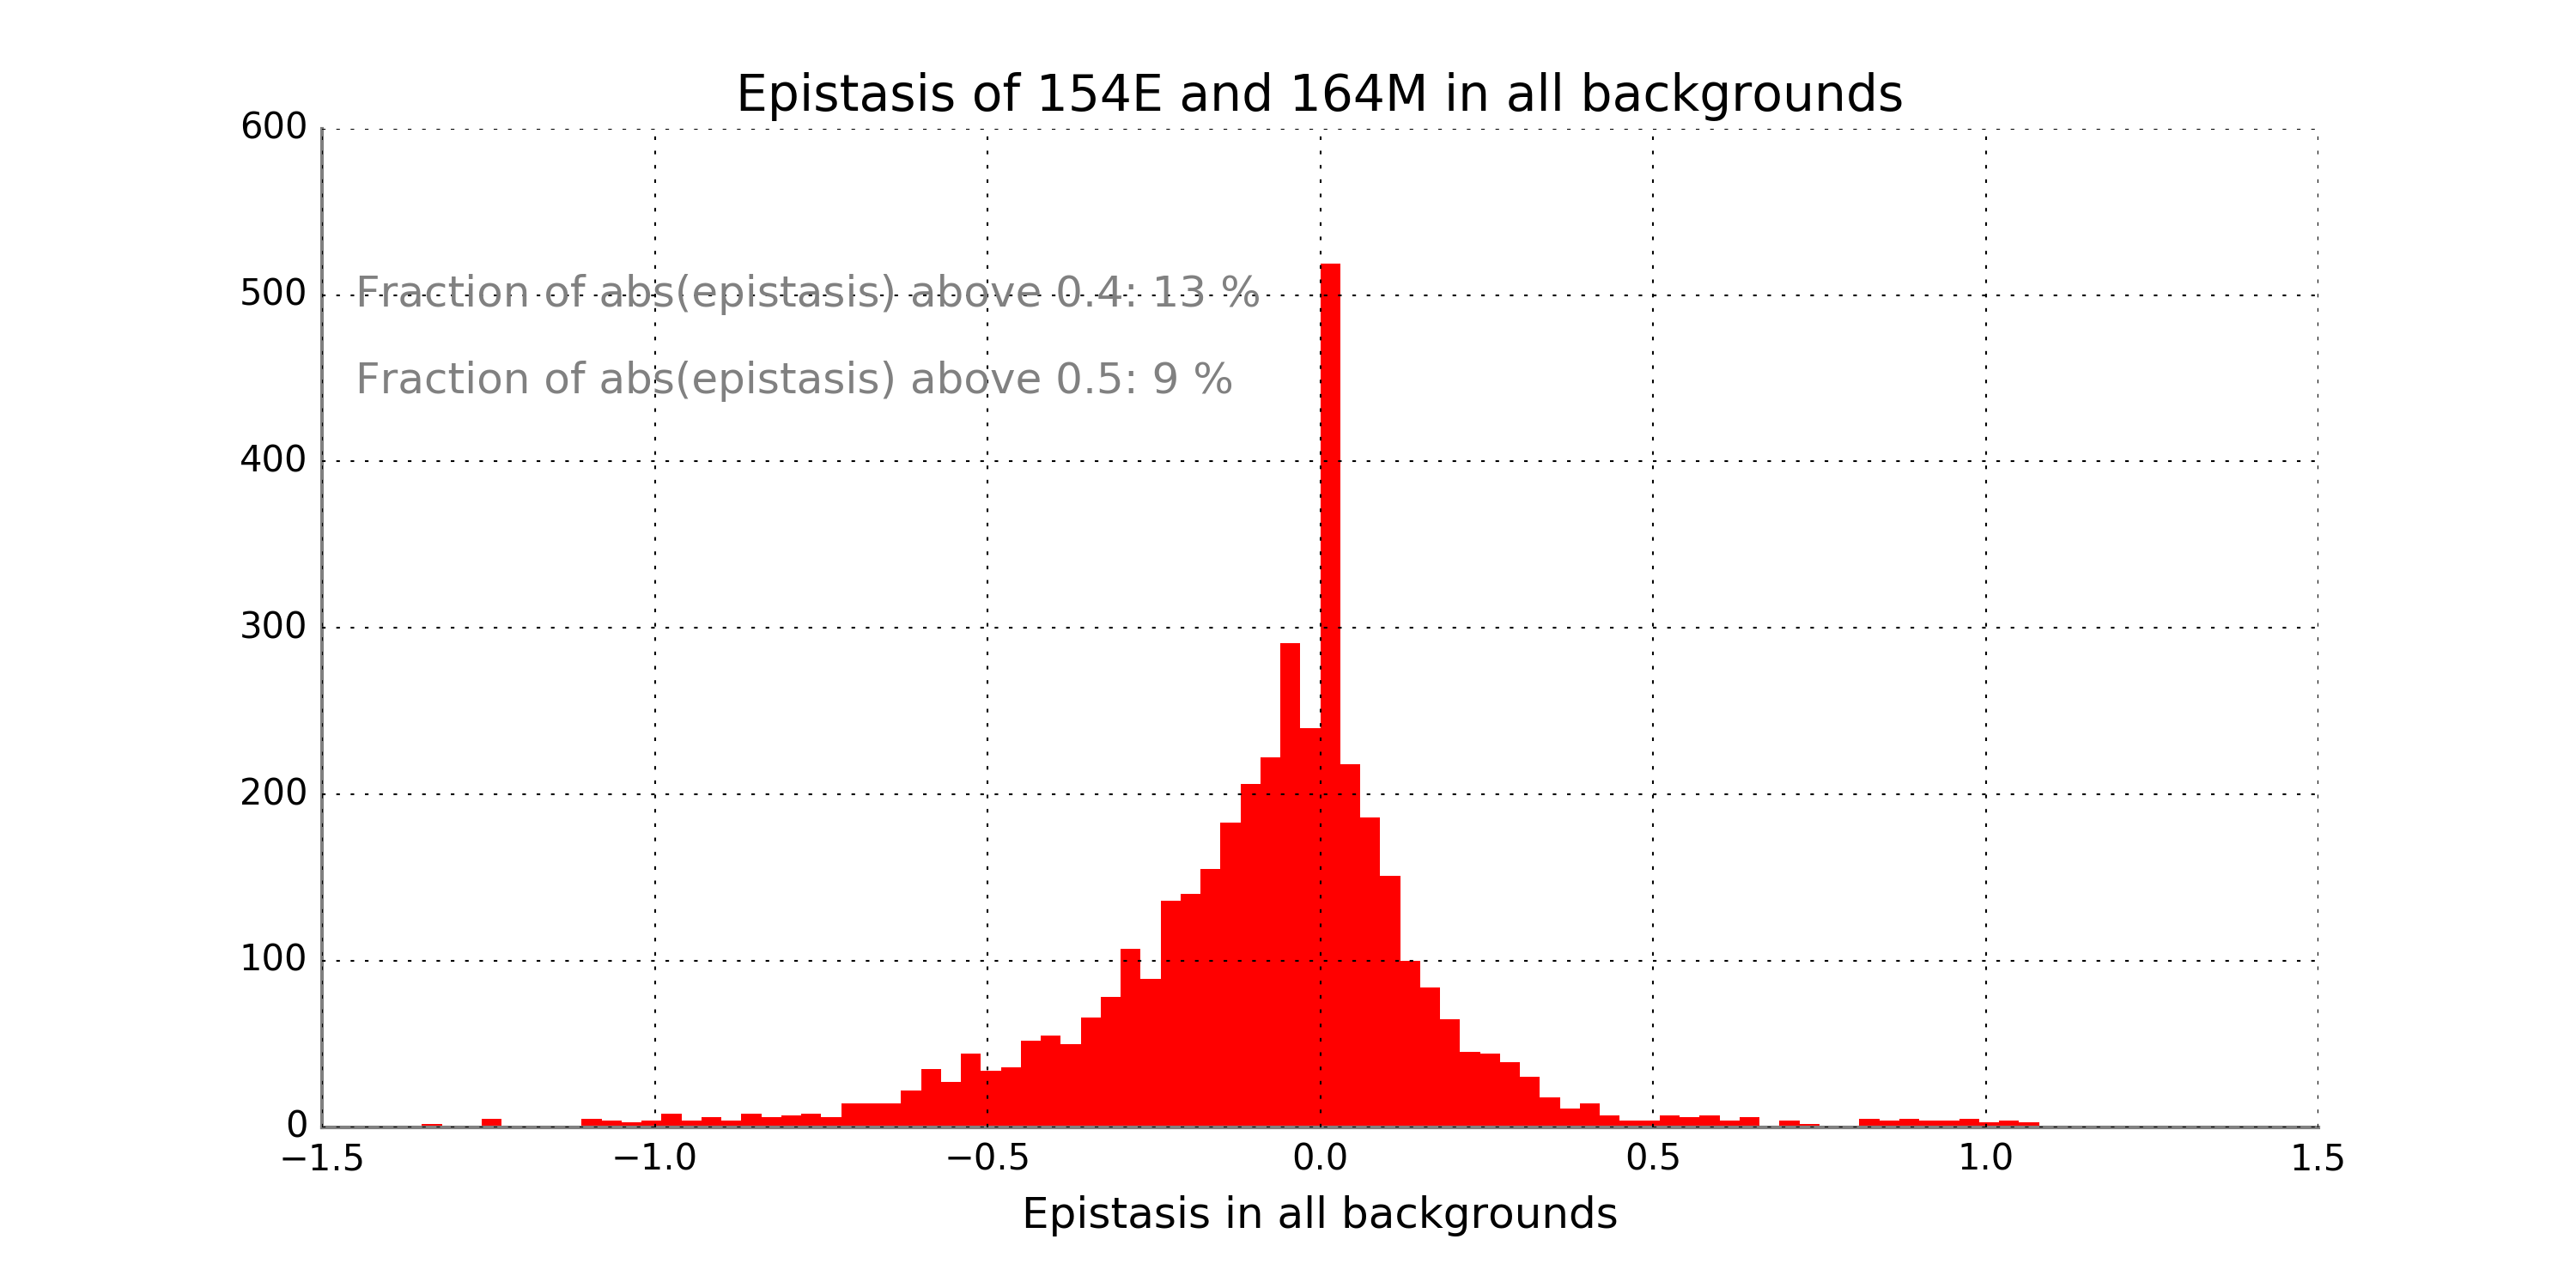 Epistasis of 154E and 164M in all backgrounds
600
500
400
300
200
100
0
Fraction of abs(epistasis) above 0.4: 13 %
Fraction of abs(epistasis) above 0.5: 9 %
−1.5 −1.0 −0.5 0.0 0.5 1.0 1.5
Epistasis in all backgrounds